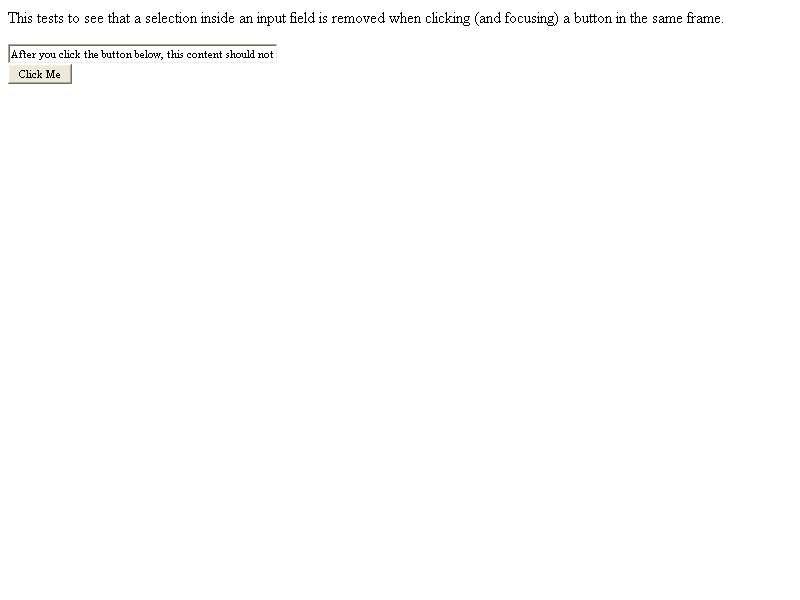 This tests to see that a selection inside an input field is removed when clicking (and focusing) a button in the same frame.
After you click the button below, this content should not
Click Me